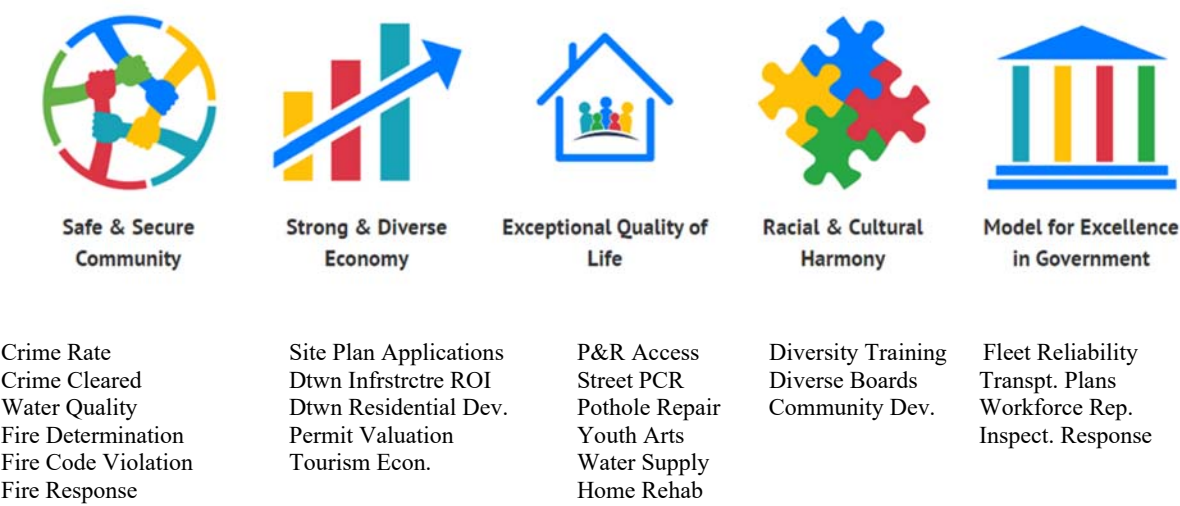 Safe & Secure
Community
Strong & Diverse
Economy
Exceptional Quality of
Life
Racial & Cultural
Harmony
Model for Excellence
in Government
Crime Rate
Crime Cleared
Water Quality
Fire Determination
Fire Code Violation
Fire Response
Site Plan Applications
Dtwn Infrstrctre ROI
Dtwn Residential Dev.
Permit Valuation
Tourism Econ.
P&R Access
Street PCR
Pothole Repair
Youth Arts
Water Supply
Home Rehab
Diversity Training
Diverse Boards
Community Dev.
Fleet Reliability
Transpt. Plans
Workforce Rep.
Inspect. Response